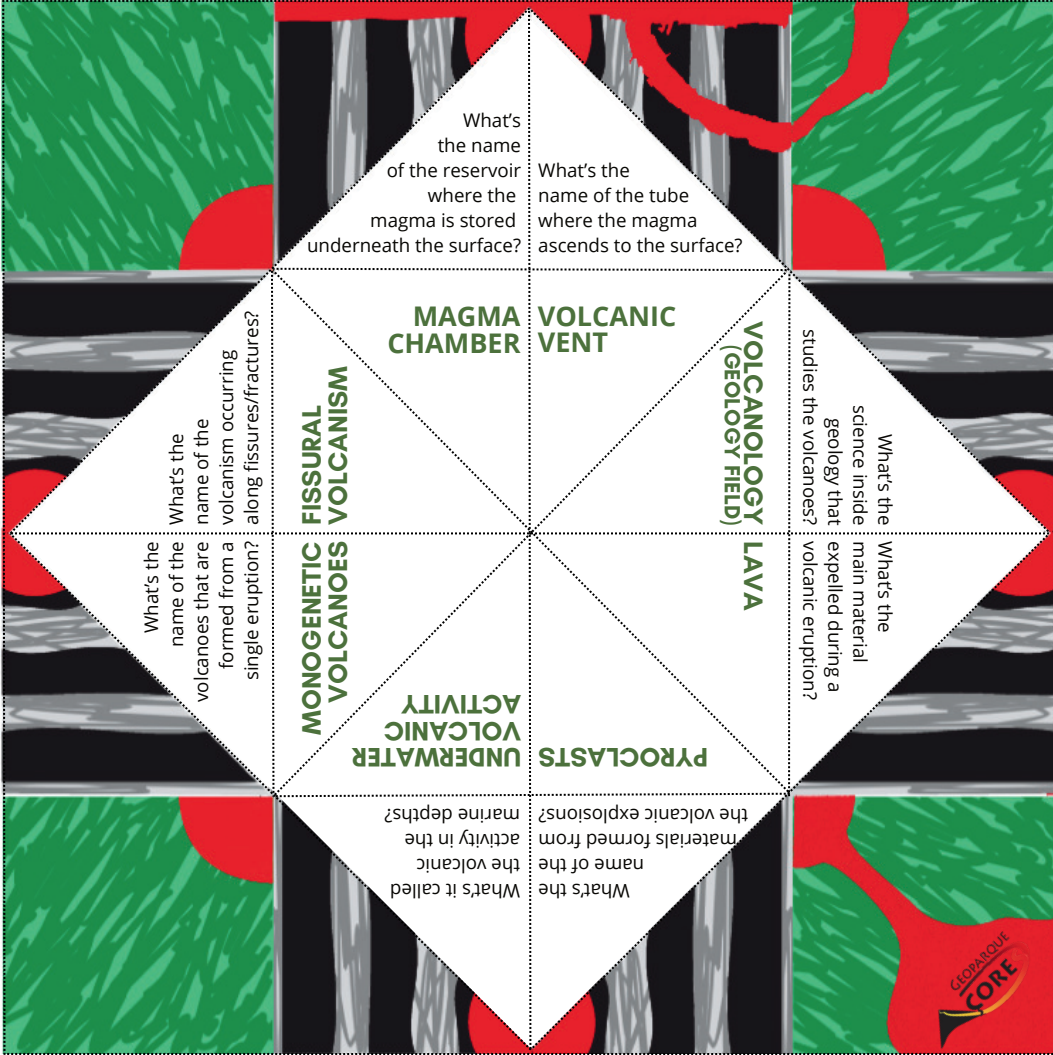 What's
the name
of the reservoir
where the
magma is stored
underneath the surface?
What's the
name of the tube
where the magma
ascends to the surface?
MAGMA
CHAMBER
VOLCANIC
VENT
VOLCANOLOGY
(GEOLOGY FIELD)
What's the
science inside
geology that
studies the volcanoes?
LAVA
What's the
main material
expelled during a
volcanic eruption?
PYROCLASTS
What's the
name of the
materials formed from
the volcanic explosions?
UNDERWATER
VOLCANIC
ACTIVITY
What's it called
the volcanic
activity in the
marine depths?
MONOGENETIC
VOLCANOES
What's the
name of the
volcanoes that are
formed from a
single eruption?
FISSURAL
VOLCANISM
What's the
name of the
volcanism occurring
along fissures/fractures?
GEOPARQUE
CORE